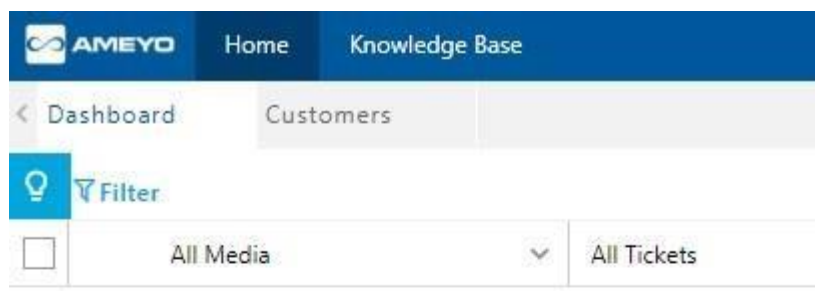 AMEYO Home Knowledge Base
Dashboard Customers
Filter
All Media All Tickets